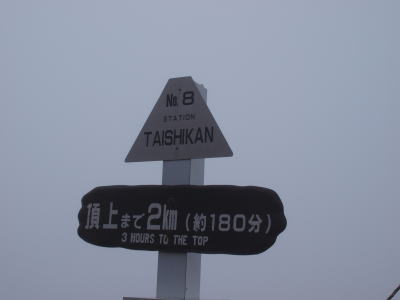 No. 8
STATION
TAISHIKAN
頂上まで2km(約180分)
3 HOURS TO THE TOP